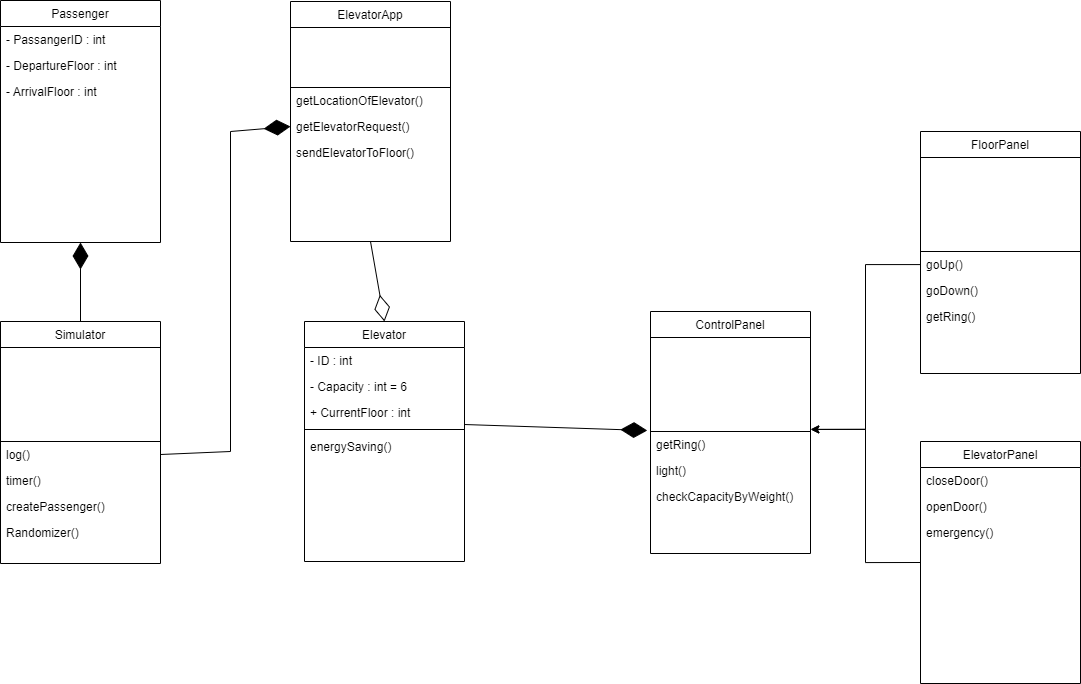 Passenger
- PassangerID : int
- DepartureFloor : int
- ArrivalFloor : int
ElevatorApp
getLocationOfElevator()
getElevatorRequest()
sendElevatorToFloor()
Simulator
log()
timer()
createPassenger()
Randomizer()
Elevator
- ID : int
- Capacity : int = 6
+ CurrentFloor : int
energySaving()
ControlPanel
getRing()
light()
checkCapacityByWeight()
FloorPanel
goUp()
goDown()
getRing()
ElevatorPanel
closeDoor()
openDoor()
emergency()